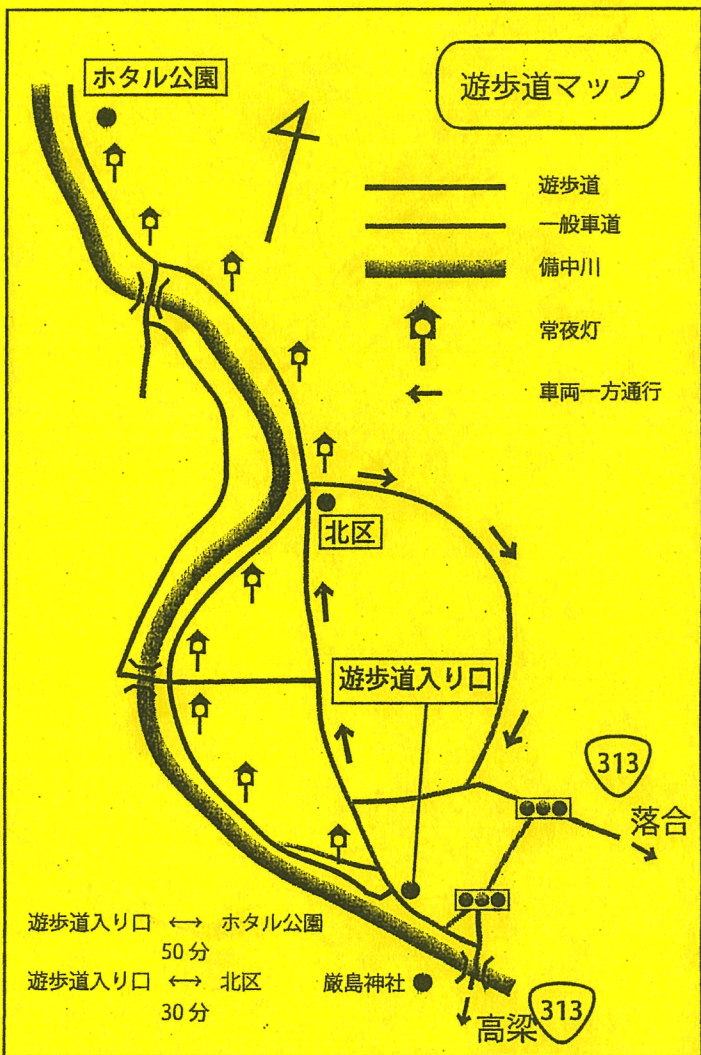 遊歩道マップ
ホタル公園
遊歩道
一般車道
備中川
常夜灯
車両一方通行
北区
遊歩道入り口
313
落合
遊歩道入り口 ←→ ホタル公園
50分
遊歩道入り口 ←→ 北区
30分
厳島神社
高梁
313